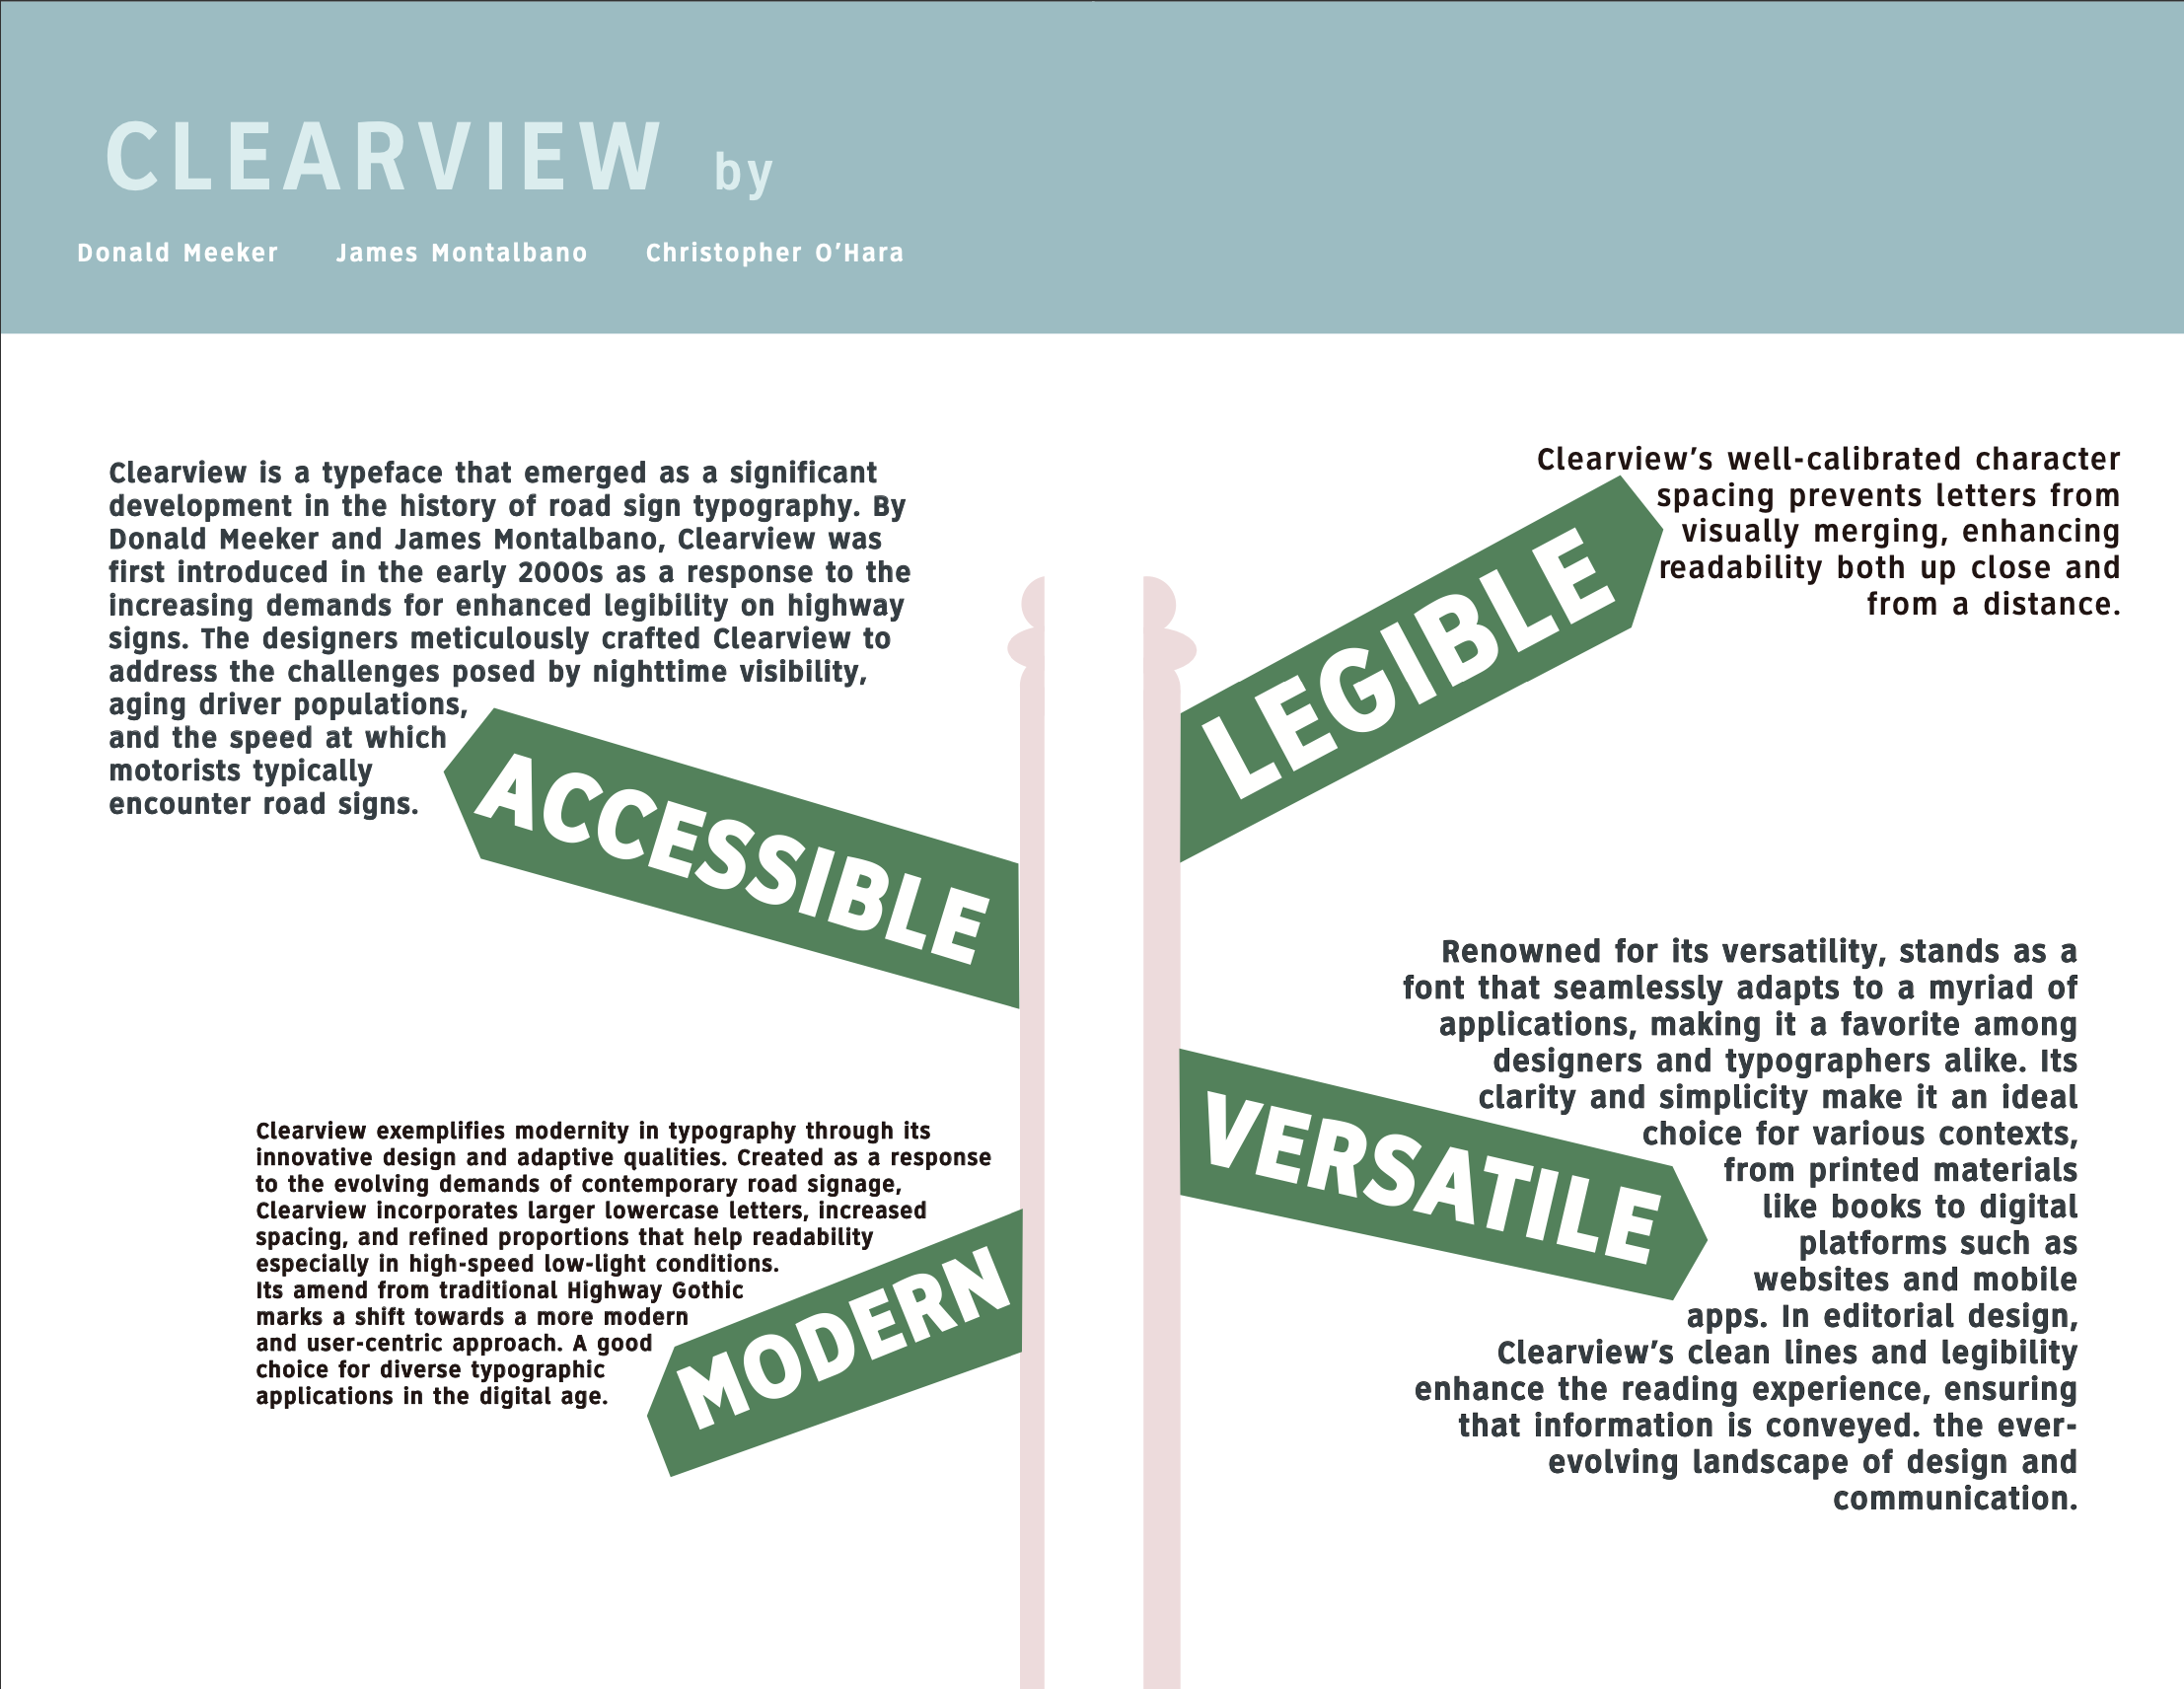 CLEARVIEW by
Donald Meeker James Montalbano Christopher O'Hara
Clearview is a typeface that emerged as a significant
development in the history of road sign typography. By
Donald Meeker and James Montalbano, Clearview was
first introduced in the early 2000s as a response to the
increasing demands for enhanced legibility on highway
signs. The designers meticulously crafted Clearview to
address the challenges posed by nighttime visibility,
aging driver populations,
and the speed at which
motorists typically
encounter road signs.
ACCESSIBLE
Clearview exemplifies modernity in typography through its
innovative design and adaptive qualities. Created as a response
to the evolving demands of contemporary road signage,
Clearview incorporates larger lowercase letters, increased
spacing, and refined proportions that help readability
especially in high-speed low-light conditions.
Its amend from traditional Highway Gothic
marks a shift towards a more modern
and user-centric approach. A good
choice for diverse typographic
applications in the digital age.
MODERN
Clearview's well-calibrated character
spacing prevents letters from
visually merging, enhancing
readability both up close and
from a distance.
LEGIBLE
Renowned for its versatility, stands as a
font that seamlessly adapts to a myriad of
applications, making it a favorite among
designers and typographers alike. Its
clarity and simplicity make it an ideal
choice for various contexts,
from printed materials
like books to digital
platforms such as
websites and mobile
apps. In editorial design,
Clearview's clean lines and legibility
enhance the reading experience, ensuring
that information is conveyed. the ever-
evolving landscape of design and
communication.
VERSATILE